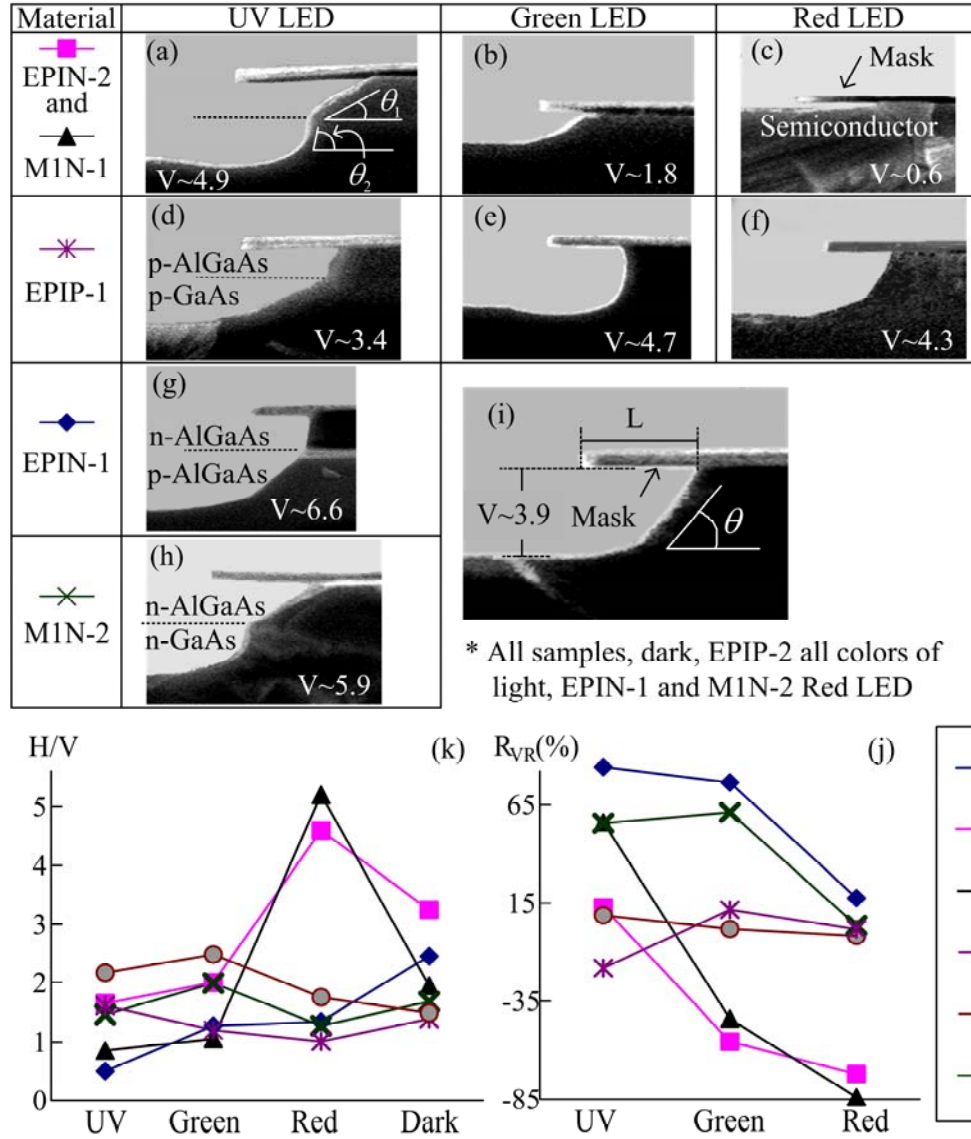 Material UV LED Green LED Red LED
EPIN-2
and
M1N-1
(a)
θ1
θ2
V~4.9
(b)
V~1.8
(c)
Mask
Semiconductor
V~0.6
EPIP-1
(d)
p-AlGaAs
p-GaAs
V~3.4
(e)
V~4.7
(f)
V~4.3
EPIN-1
(g)
n-AlGaAs
p-AlGaAs
V~6.6
(i)
L
V~3.9
Mask
θ
M1N-2
(h)
n-AlGaAs
n-GaAs
V~5.9
* All samples, dark, EPIP-2 all colors of
light, EPIN-1 and M1N-2 Red LED
H/V
(k)
5
4
3
2
1
0
UV Green Red Dark
RVR(%)
(j)
65
15
-35
-85
UV Green Red